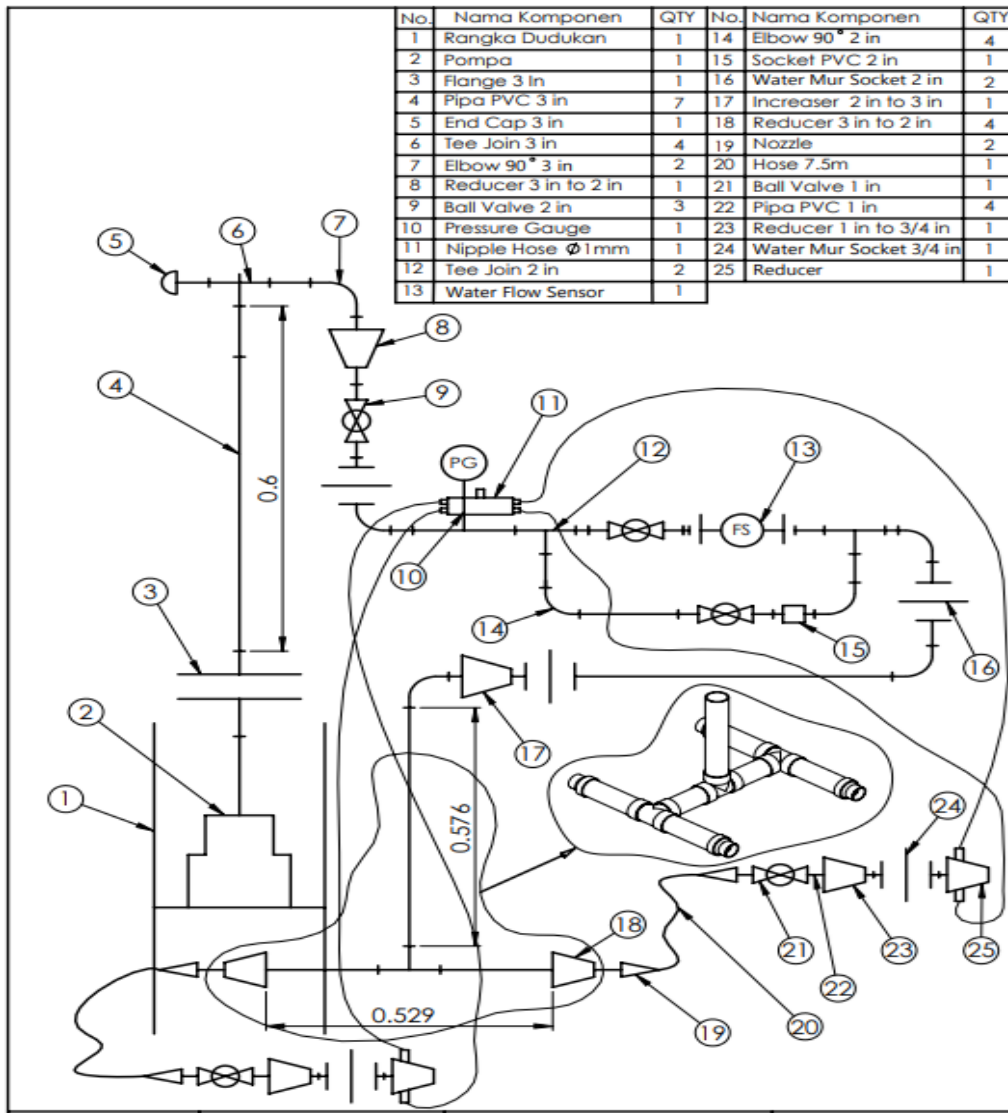 No. Nama Komponen QTY No. Nama Komponen QTY
1 Rangka Dudukan 1 14 Elbow 90° 2 in 4
2 Pompa 1 15 Socket PVC 2 in 1
3 Flange 3 In 1 16 Water Mur Socket 2 in 2
4 Pipa PVC 3 in 7 17 Increaser 2 in to 3 in 1
5 End Cap 3 in 1 18 Reducer 3 in to 2 in 4
6 Tee Join 3 in 4 19 Nozzle 2
7 Elbow 90° 3 in 2 20 Hose 7.5m 1
8 Reducer 3 in to 2 in 1 21 Ball Valve 1 in 1
9 Ball Valve 2 in 3 22 Pipa PVC 1 in 4
10 Pressure Gauge 1 23 Reducer 1 in to 3/4 in 1
11 Nipple Hose Ø1mm 1 24 Water Mur Socket 3/4 in 1
12 Tee Join 2 in 2 25 Reducer 1
13 Water Flow Sensor 1
5
6
7
8
4
9
11
12
13
PG
0.6
FS
10
3
14
15
16
2
17
1
0.576
24
18
21
22
23
25
0.529
19
20